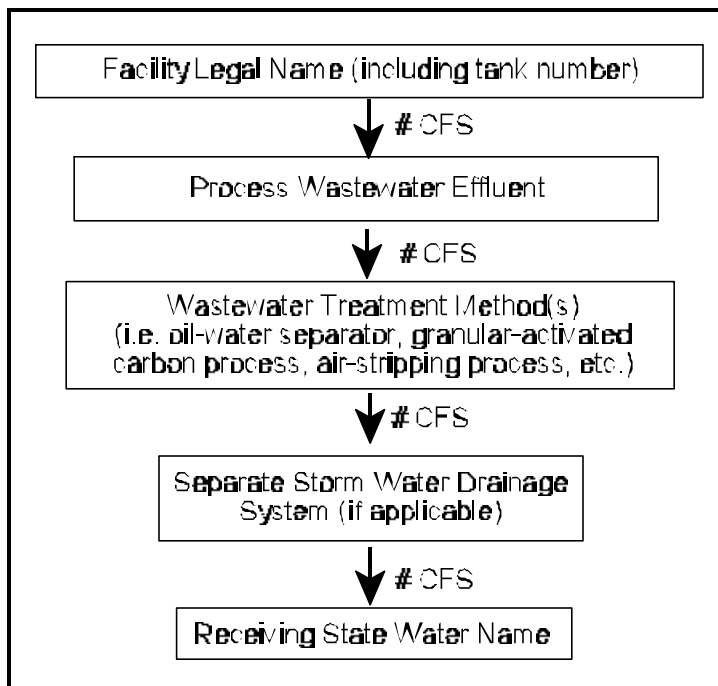 Facility Legal Name (including tank number)
# CFS
Process Wastewater Effluent
# CFS
Wastewater Treatment Method(s)
(i.e. oil-water separator, granular-activated
carbon process, air-stripping process, etc.)
# CFS
Separate Storm Water Drainage
System (if applicable)
# CFS
Receiving State Water Name